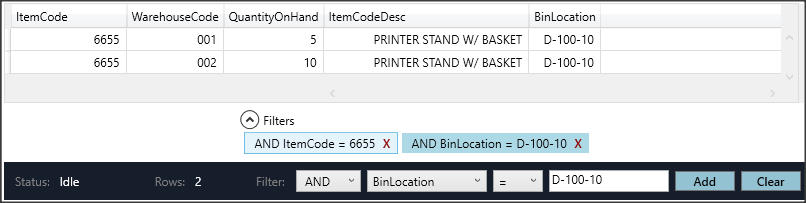 ItemCode WarehouseCode QuantityOnHand ItemCodeDesc BinLocation
6655 001 5 PRINTER STAND W/ BASKET D-100-10
6655 002 10 PRINTER STAND W/ BASKET D-100-10
Filters
AND ItemCode = 6655 X AND BinLocation = D-100-10 X
Status: Idle Rows: 2 Filter: AND BinLocation = D-100-10 Add Clear